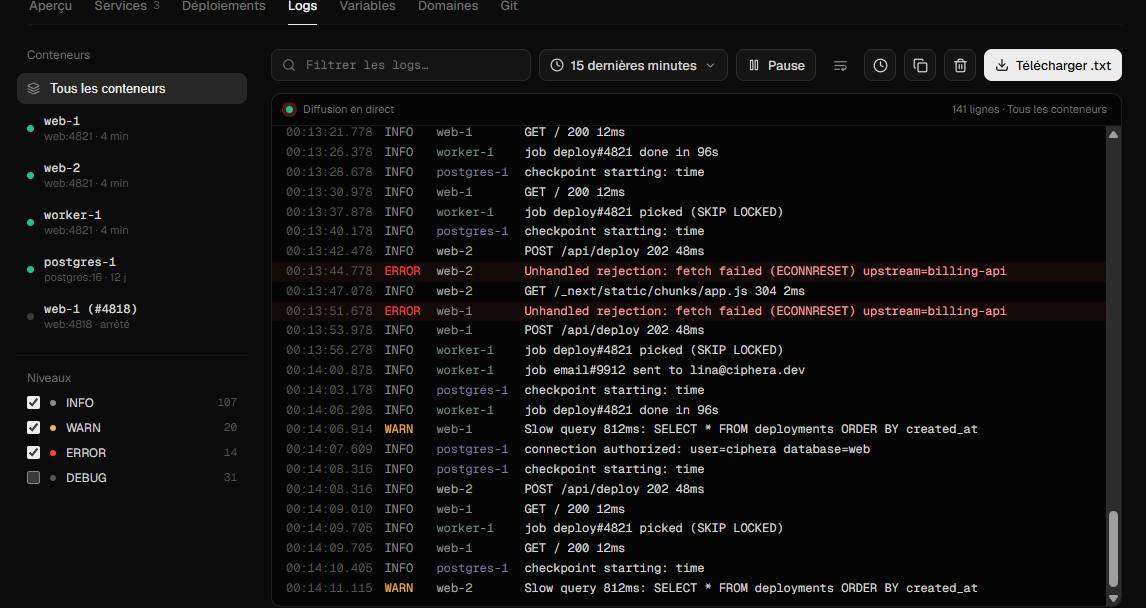 Aperçu Services 3 Déploiements Logs Variables Domaines Git
Conteneurs
Tous les conteneurs
web-1
web:4821 · 4 min
web-2
web:4821 · 4 min
worker-1
web:4821 · 4 min
postgres-1
postgres:16 · 12 j
web-1 (#4818)
web:4818 · arrêté
Niveaux
INFO 107
WARN 20
ERROR 14
DEBUG 31
Filtrer les logs… 15 dernières minutes Pause Télécharger .txt
Diffusion en direct 141 lignes · Tous les conteneurs
00:13:21.778 INFO web-1 GET / 200 12ms
00:13:26.378 INFO worker-1 job deploy#4821 done in 96s
00:13:28.678 INFO postgres-1 checkpoint starting: time
00:13:30.978 INFO web-1 GET / 200 12ms
00:13:37.878 INFO worker-1 job deploy#4821 picked (SKIP LOCKED)
00:13:40.178 INFO postgres-1 checkpoint starting: time
00:13:42.478 INFO web-2 POST /api/deploy 202 48ms
00:13:44.778 ERROR web-2 Unhandled rejection: fetch failed (ECONNRESET) upstream=billing-api
00:13:47.078 INFO web-2 GET /_next/static/chunks/app.js 304 2ms
00:13:51.678 ERROR web-1 Unhandled rejection: fetch failed (ECONNRESET) upstream=billing-api
00:13:53.978 INFO web-1 POST /api/deploy 202 48ms
00:13:56.278 INFO worker-1 job deploy#4821 picked (SKIP LOCKED)
00:14:00.878 INFO worker-1 job email#9912 sent to lina@ciphera.dev
00:14:03.178 INFO postgres-1 checkpoint starting: time
00:14:06.208 INFO worker-1 job deploy#4821 done in 96s
00:14:06.914 WARN web-1 Slow query 812ms: SELECT * FROM deployments ORDER BY created_at
00:14:07.609 INFO postgres-1 connection authorized: user=ciphera database=web
00:14:08.316 INFO postgres-1 checkpoint starting: time
00:14:08.316 INFO web-2 POST /api/deploy 202 48ms
00:14:09.010 INFO web-1 GET / 200 12ms
00:14:09.705 INFO worker-1 job deploy#4821 picked (SKIP LOCKED)
00:14:09.705 INFO web-1 GET / 200 12ms
00:14:10.405 INFO postgres-1 checkpoint starting: time
00:14:11.115 WARN web-2 Slow query 812ms: SELECT * FROM deployments ORDER BY created_at